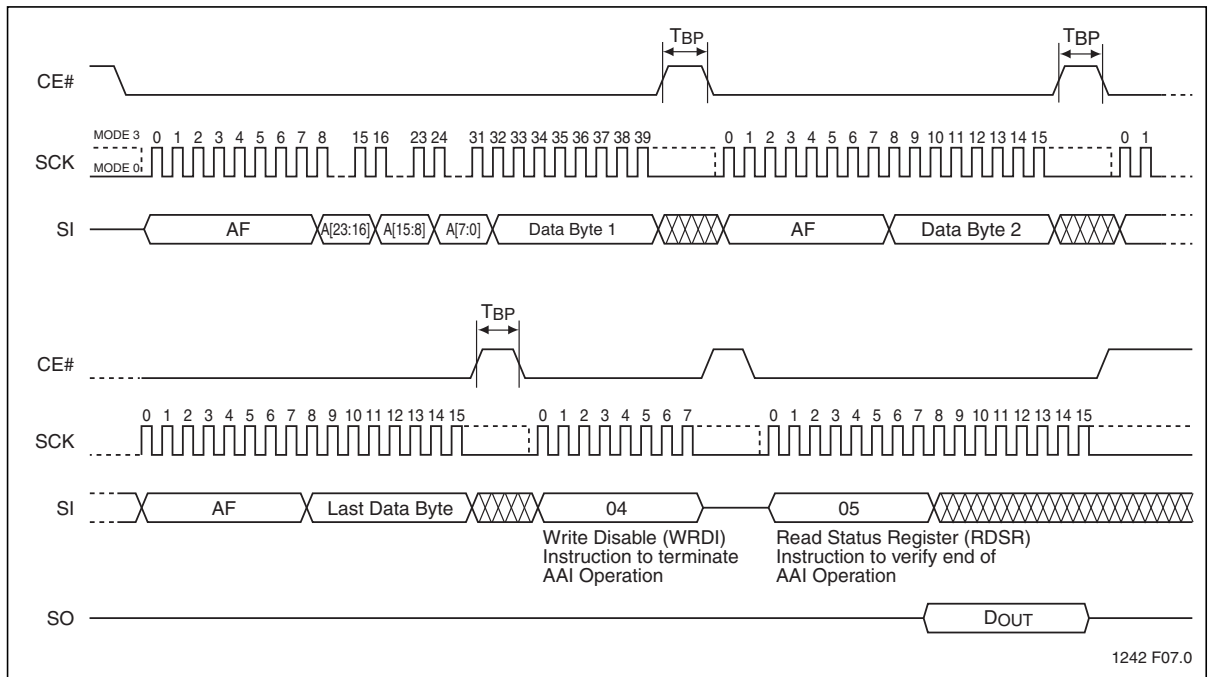 TBP TBP
CE#
MODE 3 0 1 2 3 4 5 6 7 8 15 16 23 24 31 32 33 34 35 36 37 38 39 0 1 2 3 4 5 6 7 8 9 10 11 12 13 14 15 0 1
SCK MODE 0
SI AF A[23:16] A[15:8] A[7:0] Data Byte 1 AF Data Byte 2
TBP
CE#
0 1 2 3 4 5 6 7 8 9 10 11 12 13 14 15 0 1 2 3 4 5 6 7 0 1 2 3 4 5 6 7 8 9 10 11 12 13 14 15
SCK
SI AF Last Data Byte 04 05
Write Disable (WRDI) Read Status Register (RDSR)
Instruction to terminate Instruction to verify end of
AAI Operation AAI Operation
SO DOUT
1242 F07.0